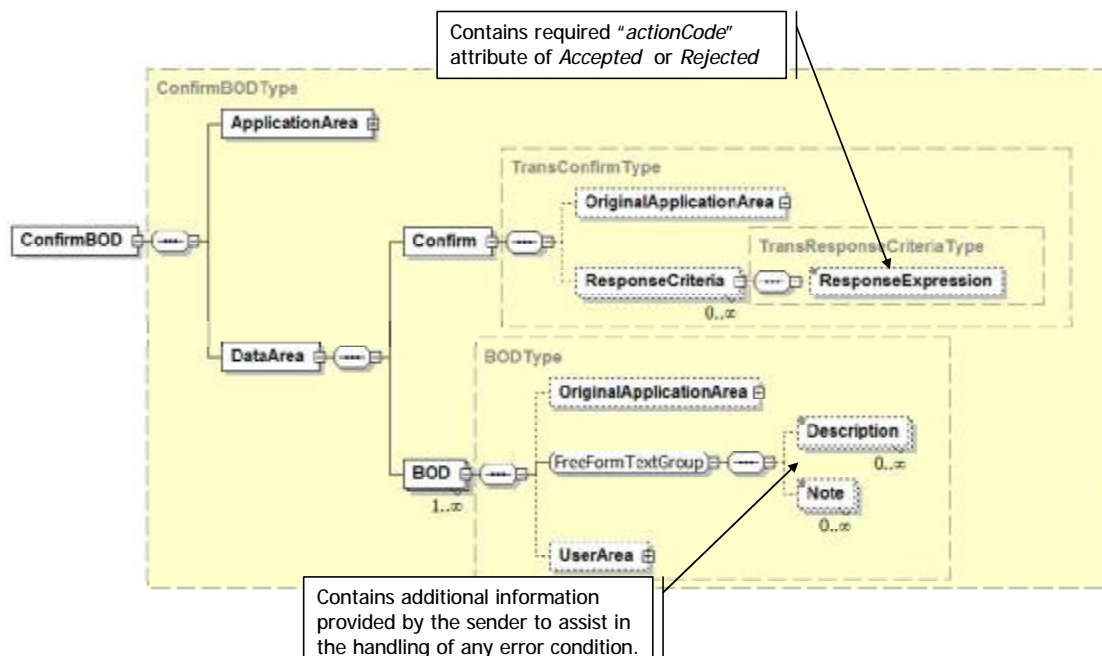 Contains required “actionCode”
attribute of Accepted or Rejected
ConfirmBODType
ApplicationArea
TransConfirmType
OriginalApplicationArea
ConfirmBOD
Confirm
TransResponseCriteriaType
ResponseCriteria
ResponseExpression
0..∞
DataArea
BODType
OriginalApplicationArea
Description
0..∞
FreeFormTextGroup
BOD
1..∞
Note
0..∞
UserArea
Contains additional information
provided by the sender to assist in
the handling of any error condition.